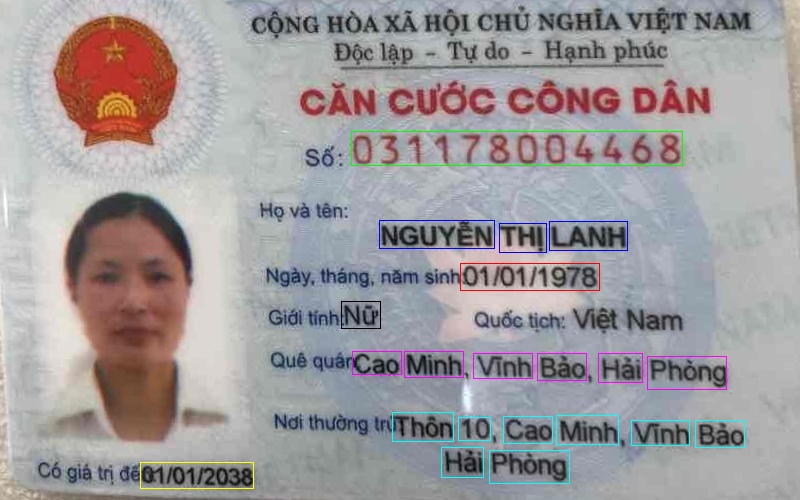 CỘNG HÒA XÃ HỘI CHỦ NGHĨA VIỆT NAM
Độc lập - Tự do - Hạnh phúc
CĂN CƯỚC CÔNG DÂN
Số: 031178004468
Họ và tên:
NGUYỄN THỊ LANH
Ngày, tháng, năm sinh: 01/01/1978
Giới tính: Nữ Quốc tịch: Việt Nam
Quê quán: Cao Minh, Vĩnh Bảo, Hải Phòng
Nơi thường trú: Thôn 10, Cao Minh, Vĩnh Bảo
Hải Phòng
Có giá trị đến: 01/01/2038